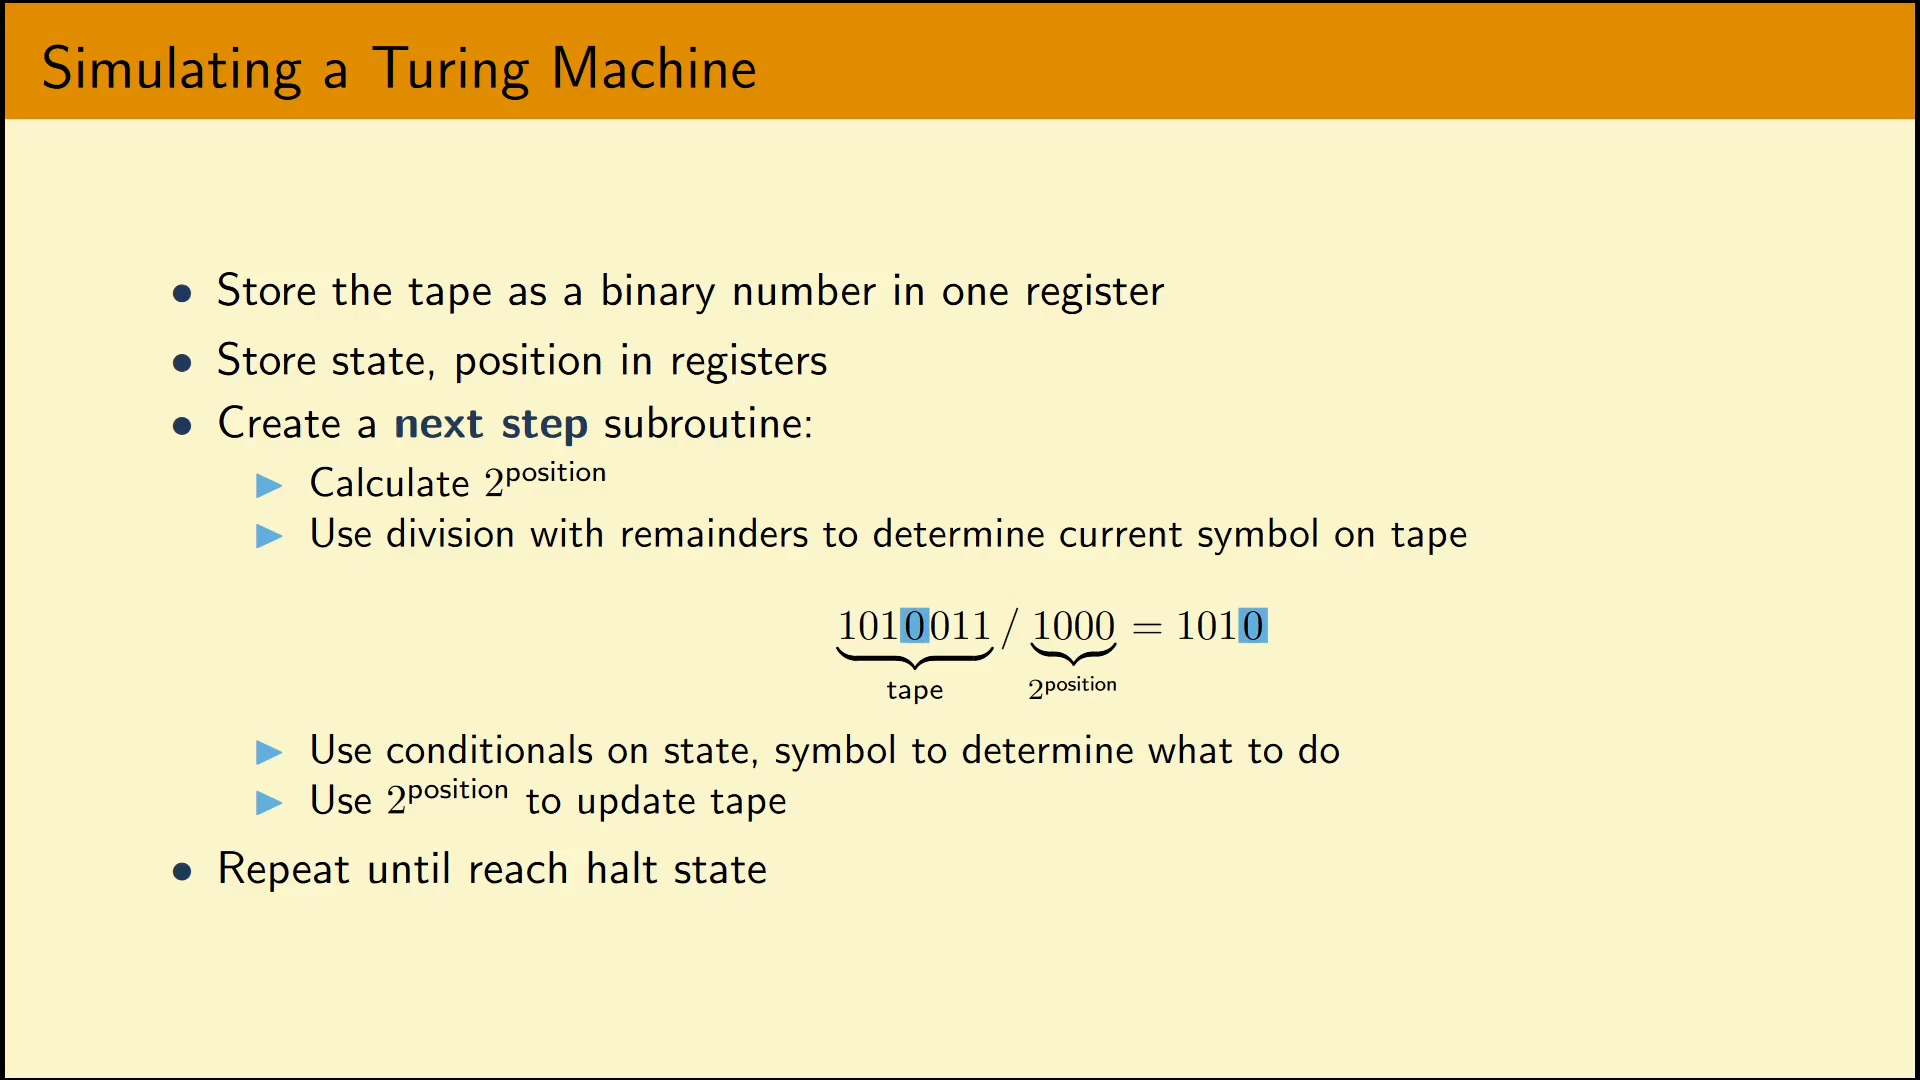 Simulating a Turing Machine
• Store the tape as a binary number in one register
• Store state, position in registers
• Create a next step subroutine:
▶ Calculate 2^position
▶ Use division with remainders to determine current symbol on tape
1010011 / 1000 = 1010
tape 2^position
▶ Use conditionals on state, symbol to determine what to do
▶ Use 2^position to update tape
• Repeat until reach halt state